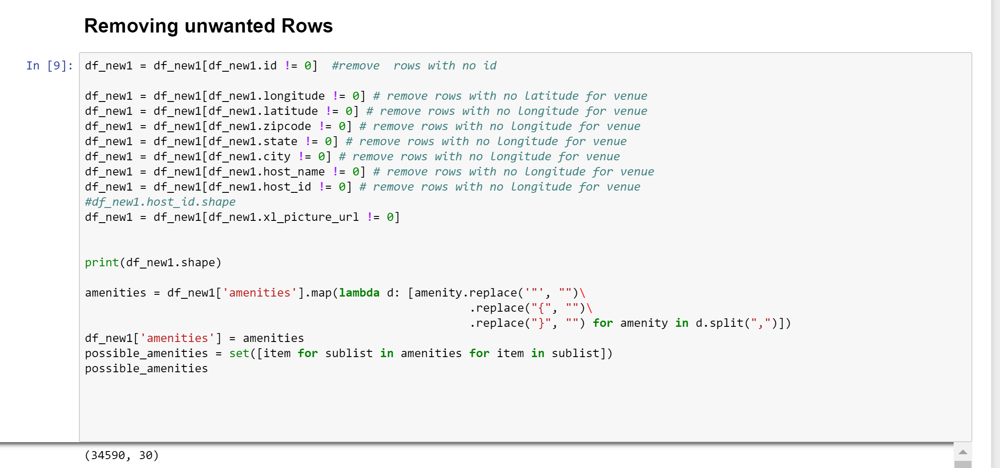 Removing unwanted Rows
In [9]:
df_new1 = df_new1[df_new1.id != 0]  #remove  rows with no id
df_new1 = df_new1[df_new1.longitude != 0] # remove rows with no latitude for venue
df_new1 = df_new1[df_new1.latitude != 0] # remove rows with no longitude for venue
df_new1 = df_new1[df_new1.zipcode != 0] # remove rows with no longitude for venue
df_new1 = df_new1[df_new1.state != 0] # remove rows with no longitude for venue
df_new1 = df_new1[df_new1.city != 0] # remove rows with no longitude for venue
df_new1 = df_new1[df_new1.host_name != 0] # remove rows with no longitude for venue
df_new1 = df_new1[df_new1.host_id != 0] # remove rows with no longitude for venue
#df_new1.host_id.shape
df_new1 = df_new1[df_new1.xl_picture_url != 0]
print(df_new1.shape)
amenities = df_new1['amenities'].map(lambda d: [amenity.replace('"', "")\
.replace("{", "")\
.replace("}", "") for amenity in d.split(",")])
df_new1['amenities'] = amenities
possible_amenities = set([item for sublist in amenities for item in sublist])
possible_amenities
(34590, 30)